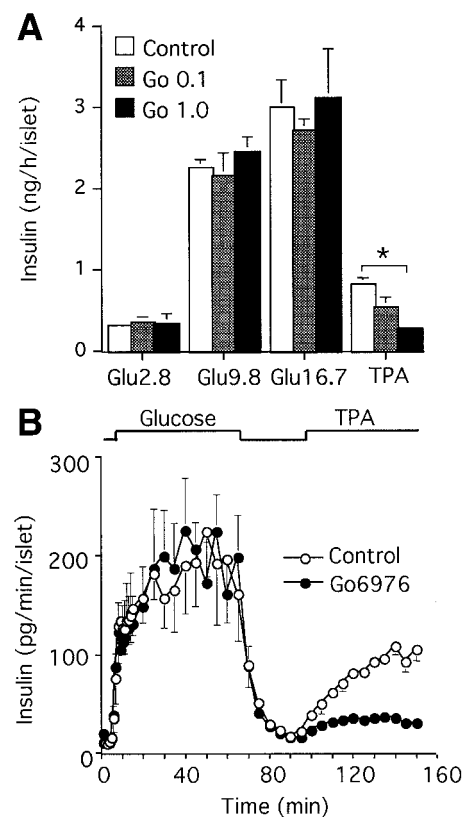 A
Insulin (ng/h/islet)
4
3
2
1
0
Control
Go 0.1
Go 1.0
*
Glu2.8 Glu9.8 Glu16.7 TPA
B
Glucose TPA
Insulin (pg/min/islet)
300
200
100
0
Control
Go6976
0 40 80 120 160
Time (min)